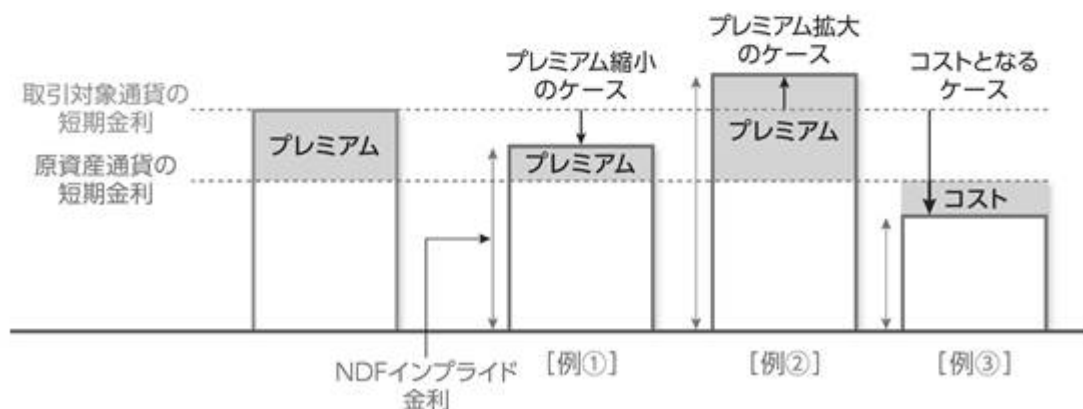 取引対象通貨の
短期金利
原資産通貨の
短期金利
プレミアム
プレミアム縮小
のケース
プレミアム
プレミアム拡大
のケース
プレミアム
コストとなる
ケース
コスト
NDFインプライド
金利
［例①］
［例②］
［例③］